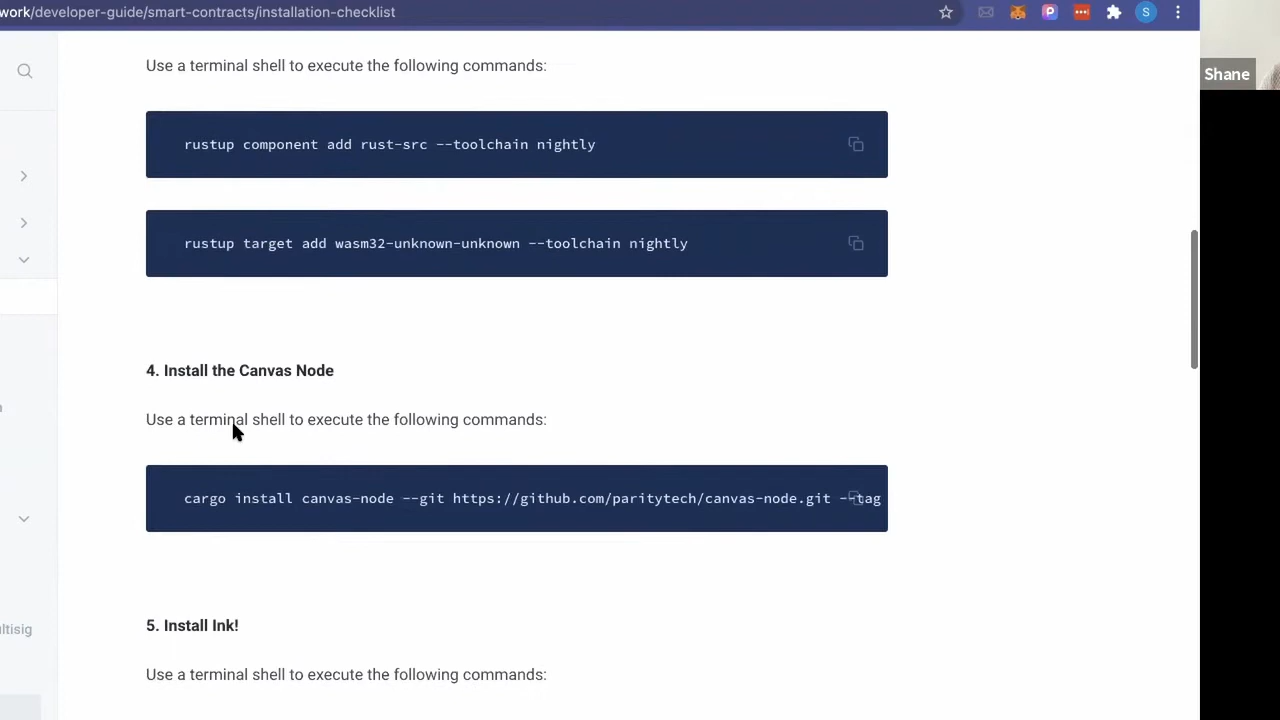 work/developer-guide/smart-contracts/installation-checklist
S
Shane
Use a terminal shell to execute the following commands:
rustup component add rust-src --toolchain nightly
rustup target add wasm32-unknown-unknown --toolchain nightly
4. Install the Canvas Node
Use a terminal shell to execute the following commands:
cargo install canvas-node --git https://github.com/paritytech/canvas-node.git --tag
5. Install Ink!
ultisig
Use a terminal shell to execute the following commands: